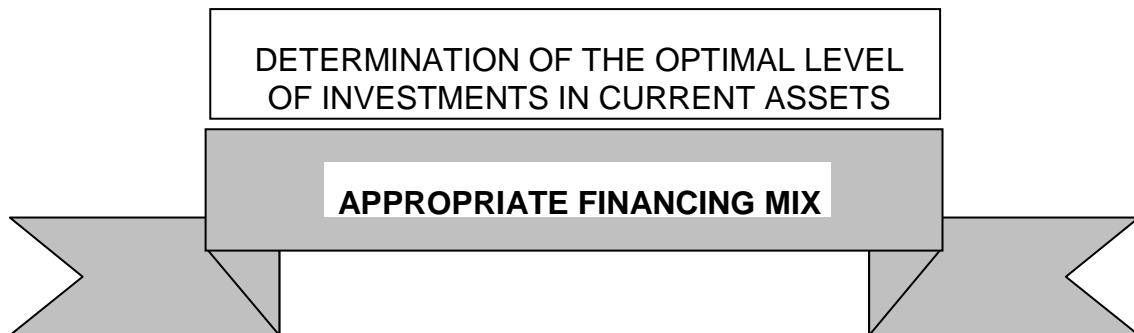 DETERMINATION OF THE OPTIMAL LEVEL
OF INVESTMENTS IN CURRENT ASSETS
APPROPRIATE FINANCING MIX